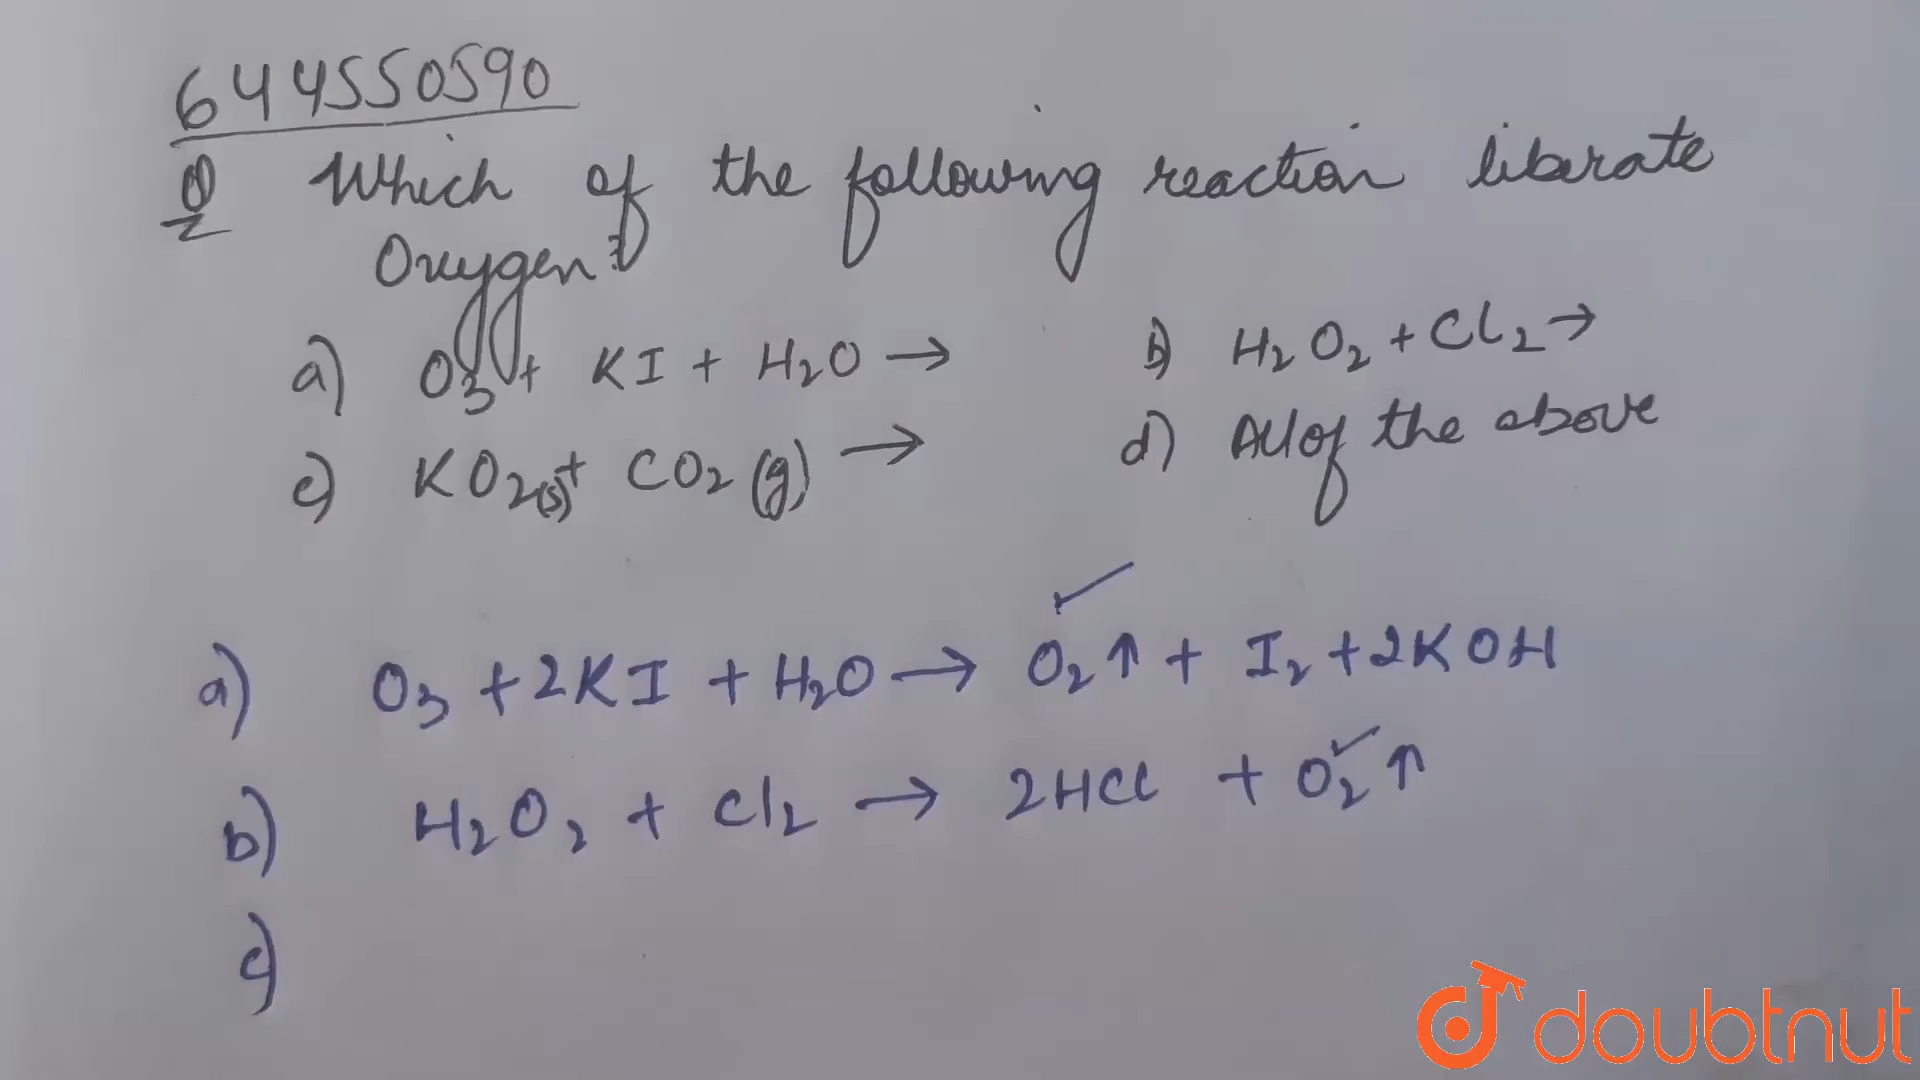 644550590
Q Which of the following reaction liberate
Oxygen?
a) O3 + KI + H2O → b) H2O2 + Cl2 →
c) KO2(s) + CO2 (g) → d) All of the above
a) O3 + 2KI + H2O → O2↑ + I2 + 2KOH
b) H2O2 + Cl2 → 2HCl + O2↑
c)
doubtnut